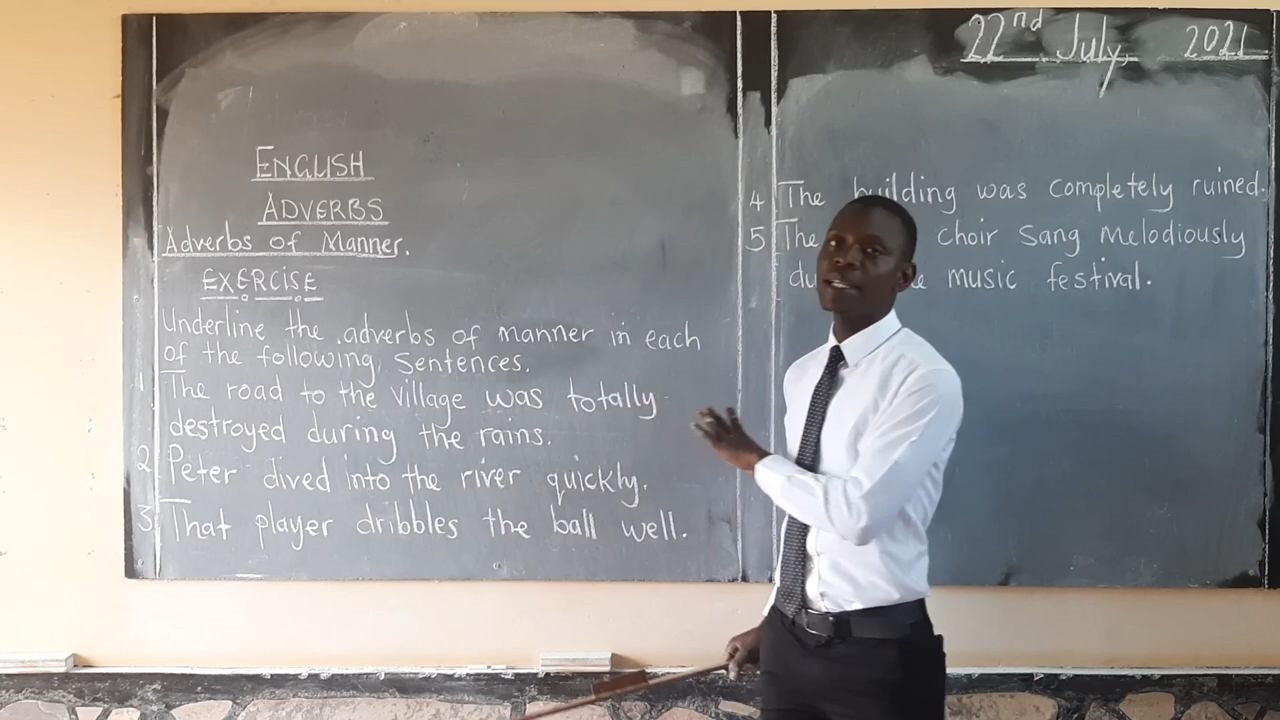 22nd July, 2021
ENGLISH
ADVERBS
Adverbs of Manner.
EXERCISE
Underline the adverbs of manner in each
of the following sentences.
1 The road to the village was totally
destroyed during the rains.
2 Peter dived into the river quickly.
3 That player dribbles the ball well.
4 The building was completely ruined.
5 The choir sang melodiously
music festival.